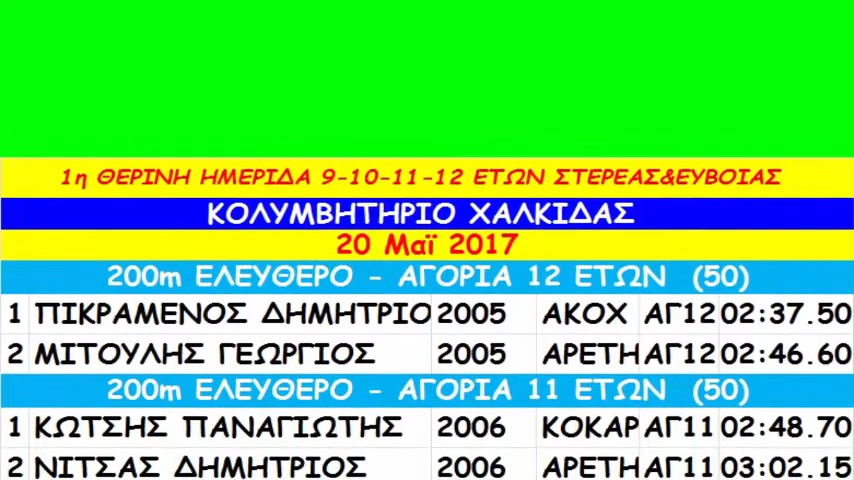 1η ΘΕΡΙΝΗ ΗΜΕΡΙΔΑ 9-10-11-12 ΕΤΩΝ ΣΤΕΡΕΑΣ&ΕΥΒΟΙΑΣ
ΚΟΛΥΜΒΗΤΗΡΙΟ ΧΑΛΚΙΔΑΣ
20 Μαϊ 2017
200m ΕΛΕΥΘΕΡΟ - ΑΓΟΡΙΑ 12 ΕΤΩΝ (50)
1 ΠΙΚΡΑΜΕΝΟΣ ΔΗΜΗΤΡΙΟ 2005 ΑΚΟΧ ΑΓ12 02:37.50
2 ΜΙΤΟΥΛΗΣ ΓΕΩΡΓΙΟΣ 2005 ΑΡΕΤΗ ΑΓ12 02:46.60
200m ΕΛΕΥΘΕΡΟ - ΑΓΟΡΙΑ 11 ΕΤΩΝ (50)
1 ΚΩΤΣΗΣ ΠΑΝΑΓΙΩΤΗΣ 2006 ΚΟΚΑΡ ΑΓ11 02:48.70
2 ΝΙΤΣΑΣ ΔΗΜΗΤΡΙΟΣ 2006 ΑΡΕΤΗ ΑΓ11 03:02.15